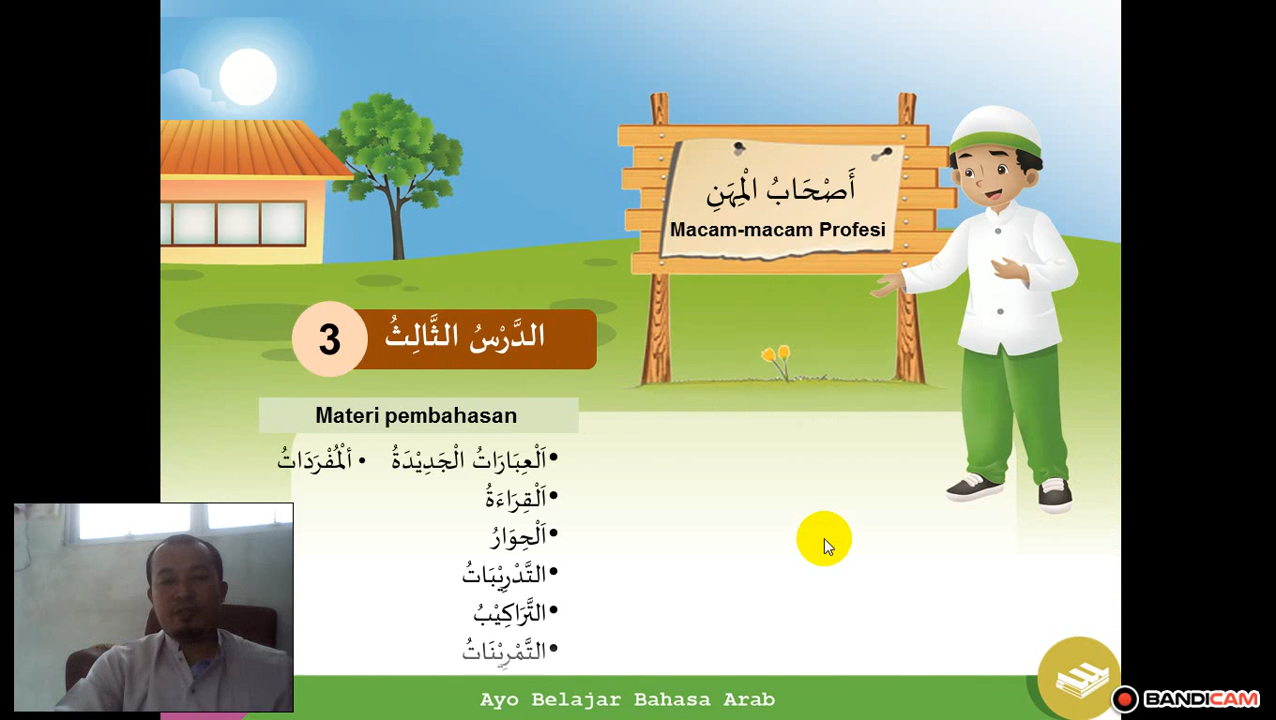 أَصْحَابُ الْمِهَنِ
Macam-macam Profesi
3 الدَّرْسُ الثَّالِثُ
Materi pembahasan
•اَلْعِبَارَاتُ الْجَدِيْدَةُ •اَلْمُفْرَدَاتُ
•اَلْقِرَاءَةُ
•اَلْحِوَارُ
•التَّدْرِيْبَاتُ
•التَّرَاكِيْبُ
•التَّمْرِيْنَاتُ
Ayo Belajar Bahasa Arab
BANDICAM